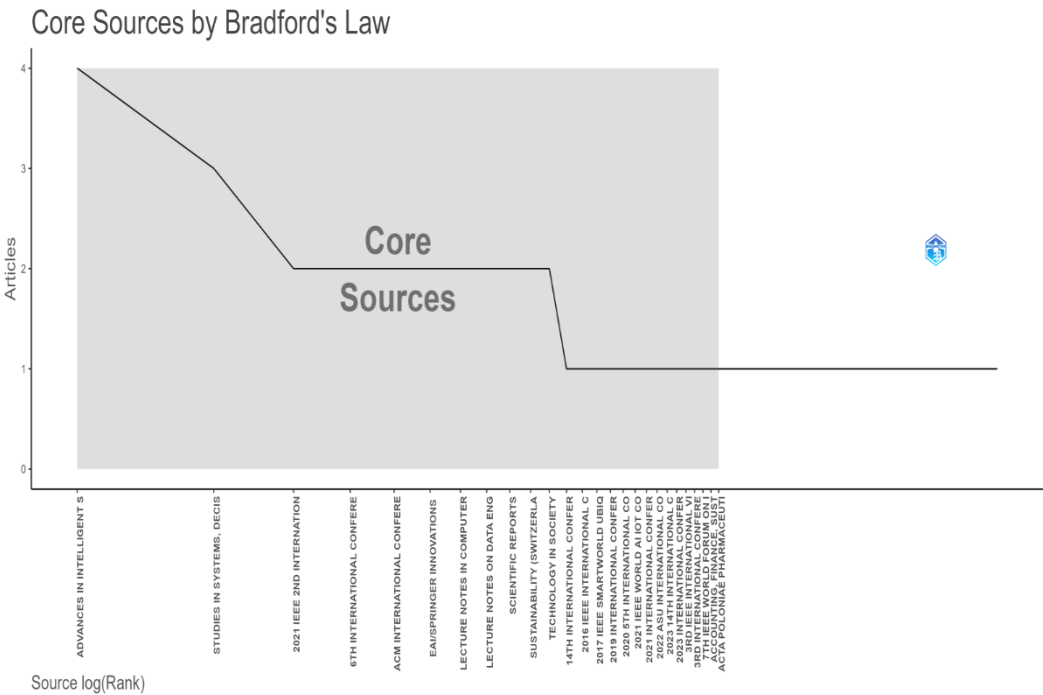 Core Sources by Bradford's Law
4
3
2
1
0
Articles
Core
Sources
ADVANCES IN INTELLIGENT S
STUDIES IN SYSTEMS, DECIS
2021 IEEE 2ND INTERNATION
6TH INTERNATIONAL CONFERE
ACM INTERNATIONAL CONFERE
EAI/SPRINGER INNOVATIONS
LECTURE NOTES IN COMPUTER
LECTURE NOTES ON DATA ENG
SCIENTIFIC REPORTS
SUSTAINABILITY (SWITZERLA
TECHNOLOGY IN SOCIETY
14TH INTERNATIONAL CONFER
2016 IEEE INTERNATIONAL C
2017 IEEE SMARTWORLD UBIQ
2019 INTERNATIONAL CONFER
2020 5TH INTERNATIONAL CO
2021 IEEE WORLD AI IOT CO
2021 INTERNATIONAL CONFER
2022 ASU INTERNATIONAL CO
2023 14TH INTERNATIONAL C
2023 INTERNATIONAL CONFER
3RD IEEE INTERNATIONAL VI
3RD INTERNATIONAL CONFERE
7TH IEEE WORLD FORUM ON I
ACCOUNTING, FINANCE, SUST
ACTA POLONIAE PHARMACEUTI
Source log(Rank)